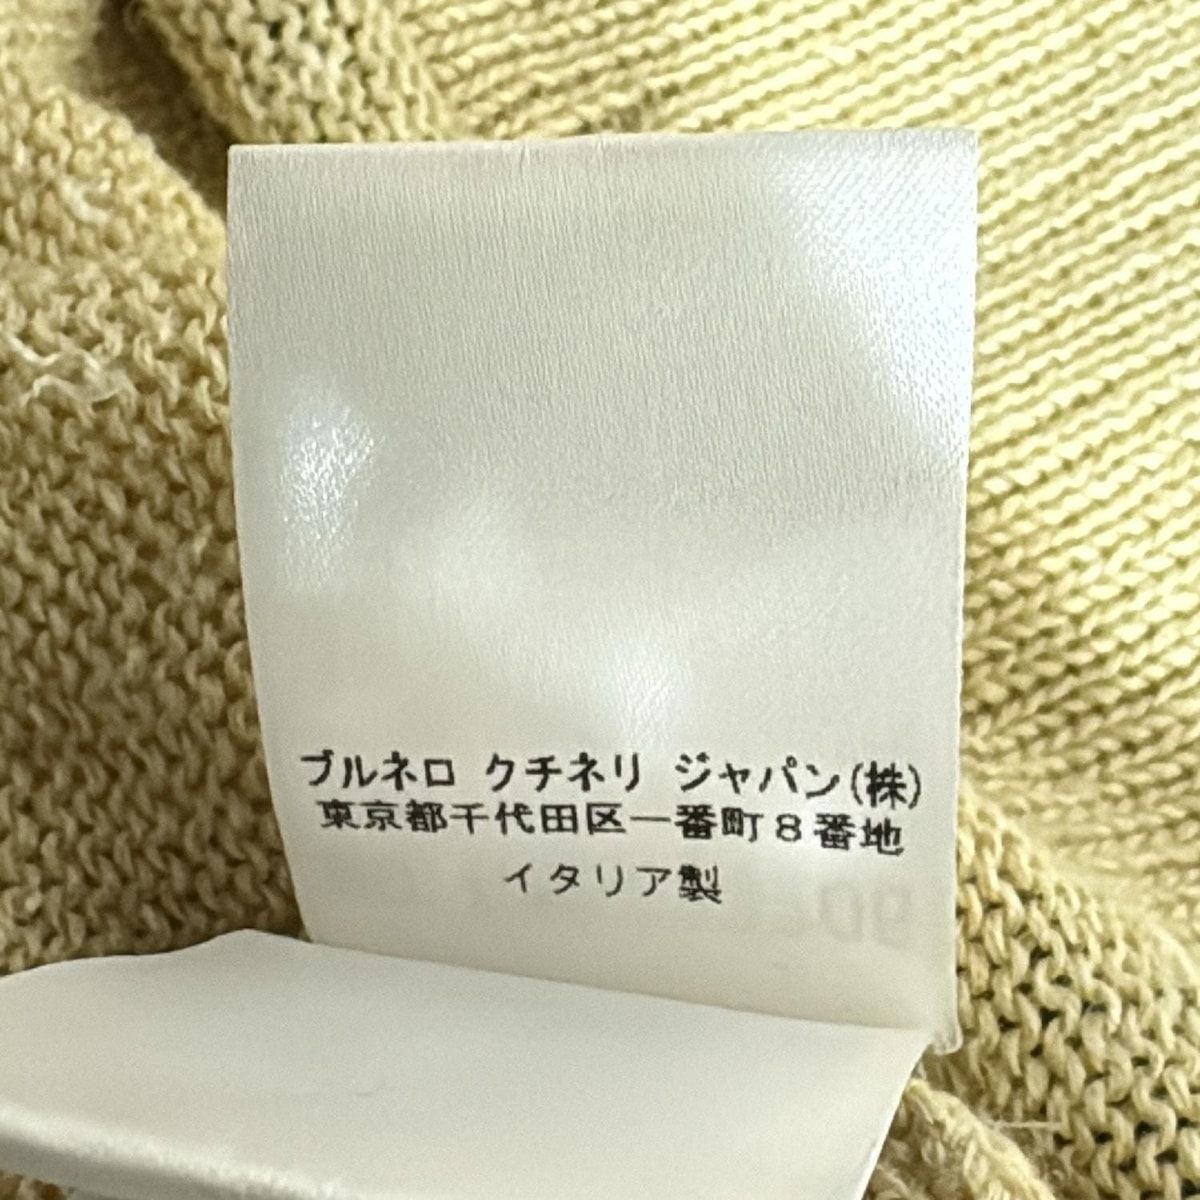 ブルネロ クチネリ ジャパン(株)
東京都千代田区一番町8番地
イタリア製